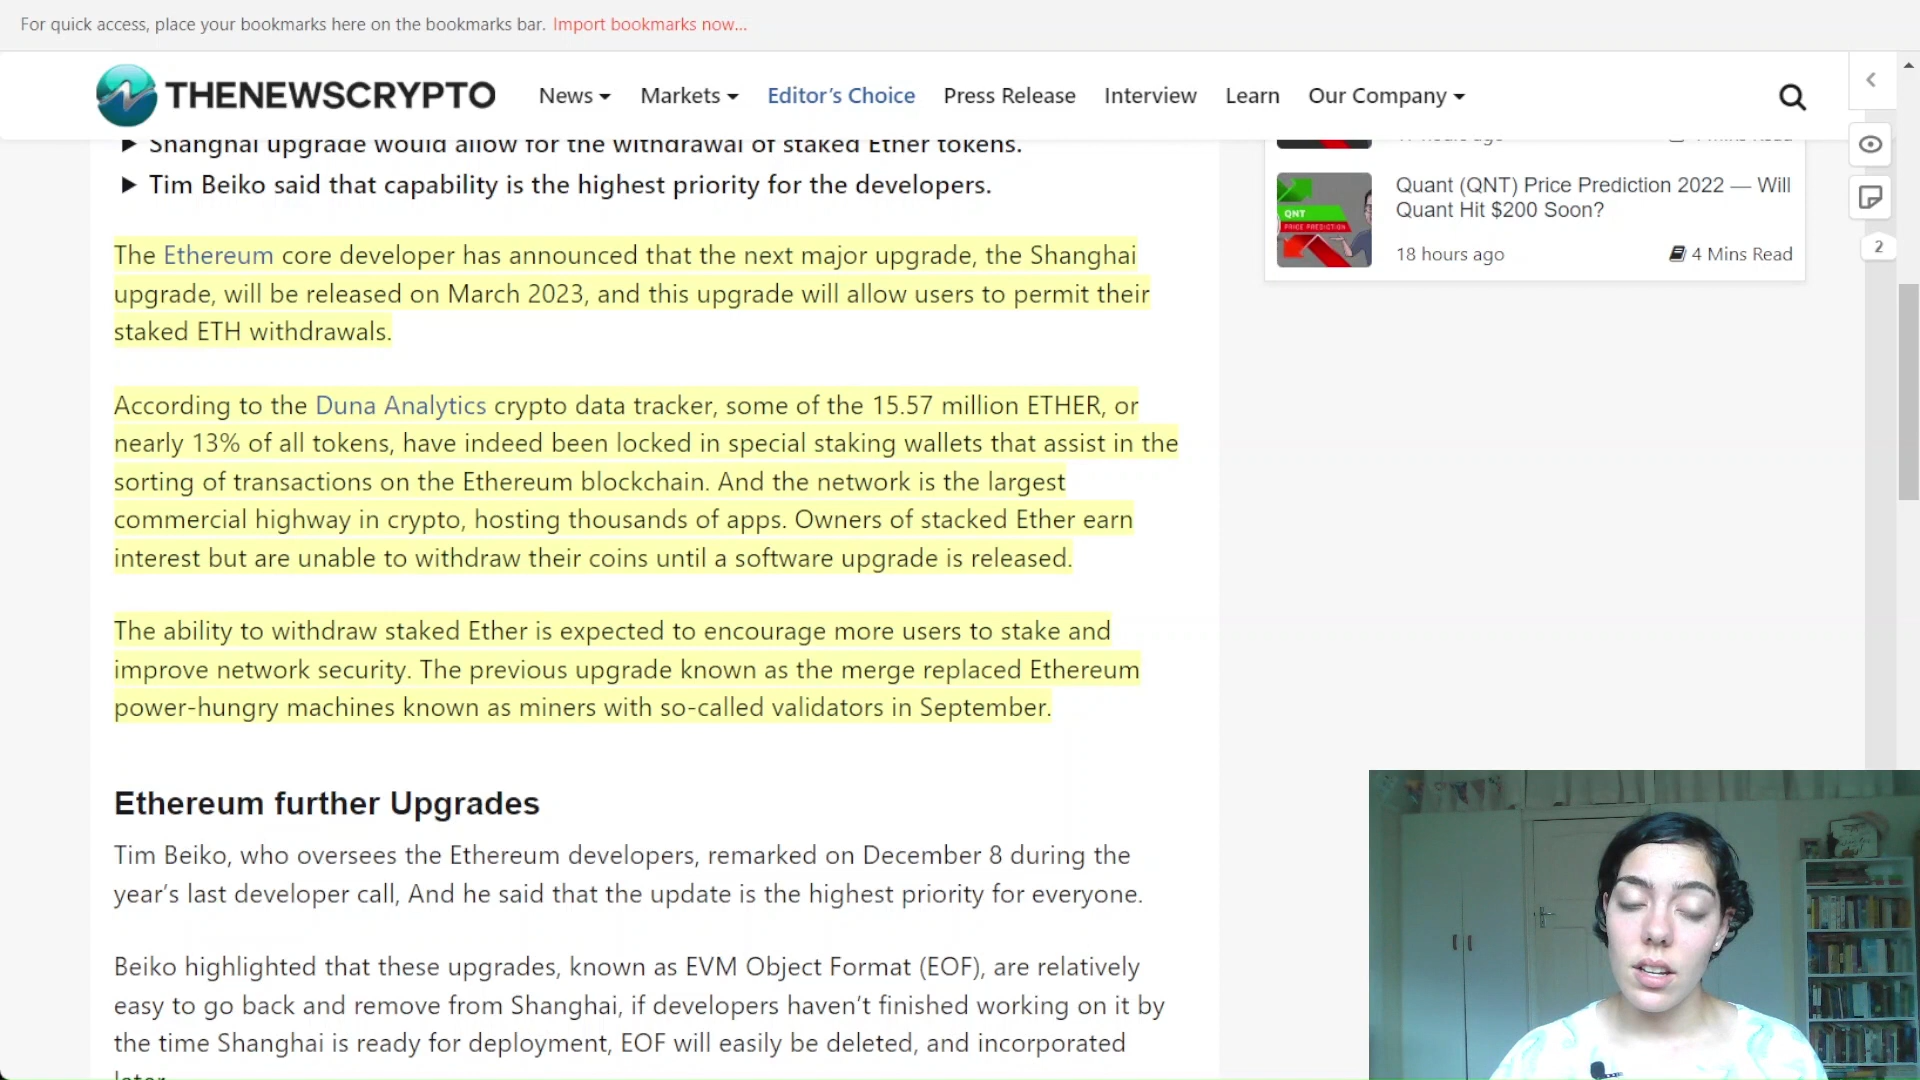 For quick access, place your bookmarks here on the bookmarks bar. Import bookmarks now...
THENEWSCRYPTO News Markets Editor's Choice Press Release Interview Learn Our Company
Shanghai upgrade would allow for the withdrawal of staked Ether tokens.
Tim Beiko said that capability is the highest priority for the developers.
The Ethereum core developer has announced that the next major upgrade, the Shanghai
upgrade, will be released on March 2023, and this upgrade will allow users to permit their
staked ETH withdrawals.
According to the Duna Analytics crypto data tracker, some of the 15.57 million ETHER, or
nearly 13% of all tokens, have indeed been locked in special staking wallets that assist in the
sorting of transactions on the Ethereum blockchain. And the network is the largest
commercial highway in crypto, hosting thousands of apps. Owners of stacked Ether earn
interest but are unable to withdraw their coins until a software upgrade is released.
The ability to withdraw staked Ether is expected to encourage more users to stake and
improve network security. The previous upgrade known as the merge replaced Ethereum
power-hungry machines known as miners with so-called validators in September.
Ethereum further Upgrades
Tim Beiko, who oversees the Ethereum developers, remarked on December 8 during the
year's last developer call, And he said that the update is the highest priority for everyone.
Beiko highlighted that these upgrades, known as EVM Object Format (EOF), are relatively
easy to go back and remove from Shanghai, if developers haven't finished working on it by
the time Shanghai is ready for deployment, EOF will easily be deleted, and incorporated
QNT
PRICE PREDICTION
Quant (QNT) Price Prediction 2022 — Will
Quant Hit $200 Soon?
18 hours ago 4 Mins Read
2